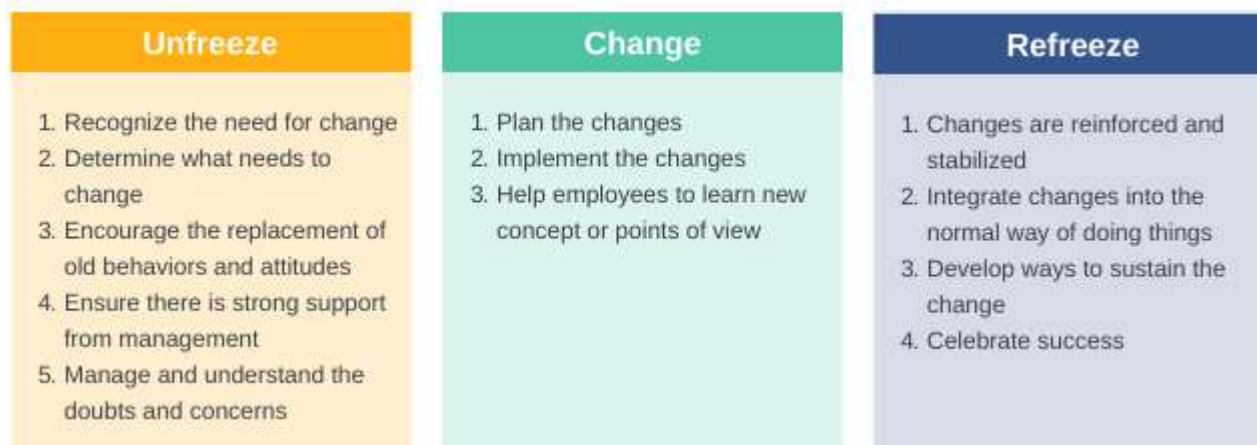 Unfreeze
1. Recognize the need for change
2. Determine what needs to
change
3. Encourage the replacement of
old behaviors and attitudes
4. Ensure there is strong support
from management
5. Manage and understand the
doubts and concerns
Change
1. Plan the changes
2. Implement the changes
3. Help employees to learn new
concept or points of view
Refreeze
1. Changes are reinforced and
stabilized
2. Integrate changes into the
normal way of doing things
3. Develop ways to sustain the
change
4. Celebrate success